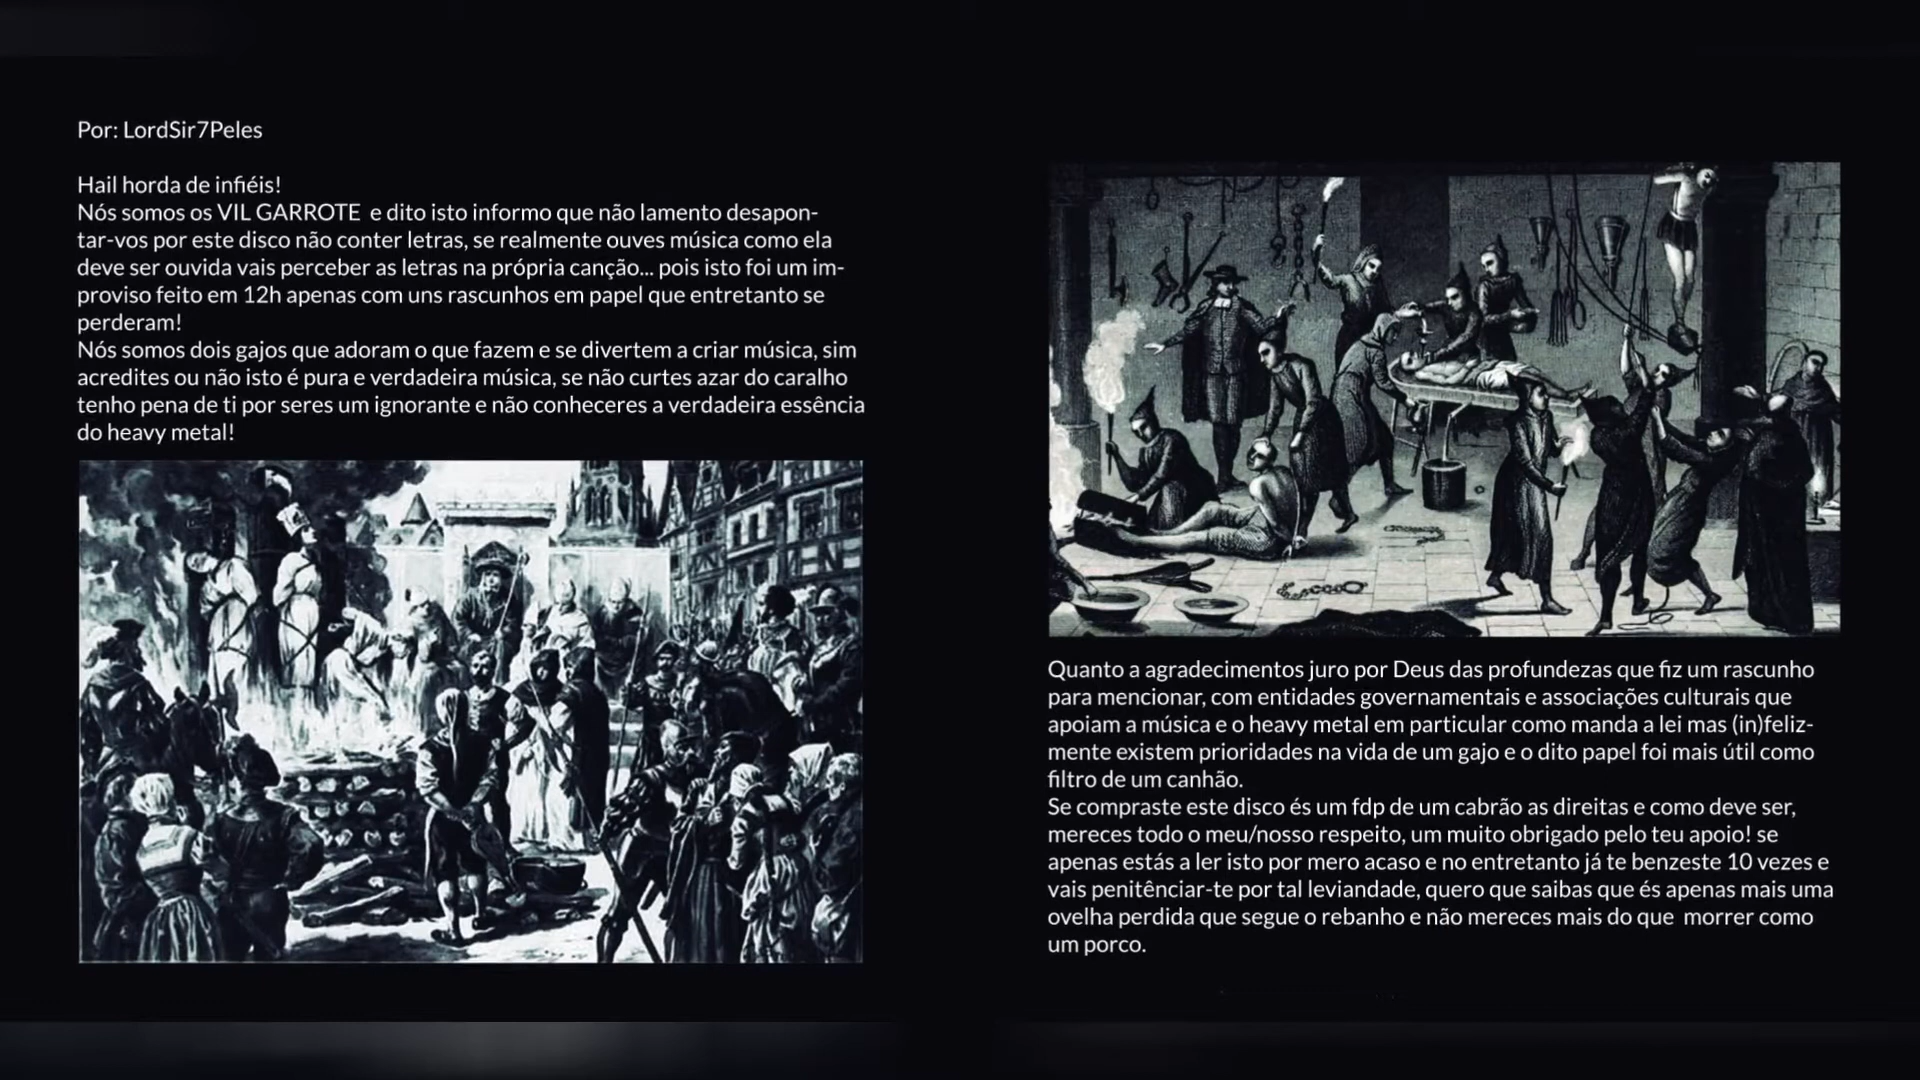 Por: LordSir7Peles
Hail horda de infiéis!
Nós somos os VIL GARROTE  e dito isto informo que não lamento desapon-
tar-vos por este disco não conter letras, se realmente ouves música como ela
deve ser ouvida vais perceber as letras na própria canção... pois isto foi um im-
proviso feito em 12h apenas com uns rascunhos em papel que entretanto se
perderam!
Nós somos dois gajos que adoram o que fazem e se divertem a criar música, sim
acredites ou não isto é pura e verdadeira música, se não curtes azar do caralho
tenho pena de ti por seres um ignorante e não conheceres a verdadeira essência
do heavy metal!
Quanto a agradecimentos juro por Deus das profundezas que fiz um rascunho
para mencionar, com entidades governamentais e associações culturais que
apoiam a música e o heavy metal em particular como manda a lei mas (in)feliz-
mente existem prioridades na vida de um gajo e o dito papel foi mais útil como
filtro de um canhão.
Se compraste este disco és um fdp de um cabrão as direitas e como deve ser,
mereces todo o meu/nosso respeito, um muito obrigado pelo teu apoio! se
apenas estás a ler isto por mero acaso e no entretanto já te benzeste 10 vezes e
vais penitênciar-te por tal leviandade, quero que saibas que és apenas mais uma
ovelha perdida que segue o rebanho e não mereces mais do que  morrer como
um porco.